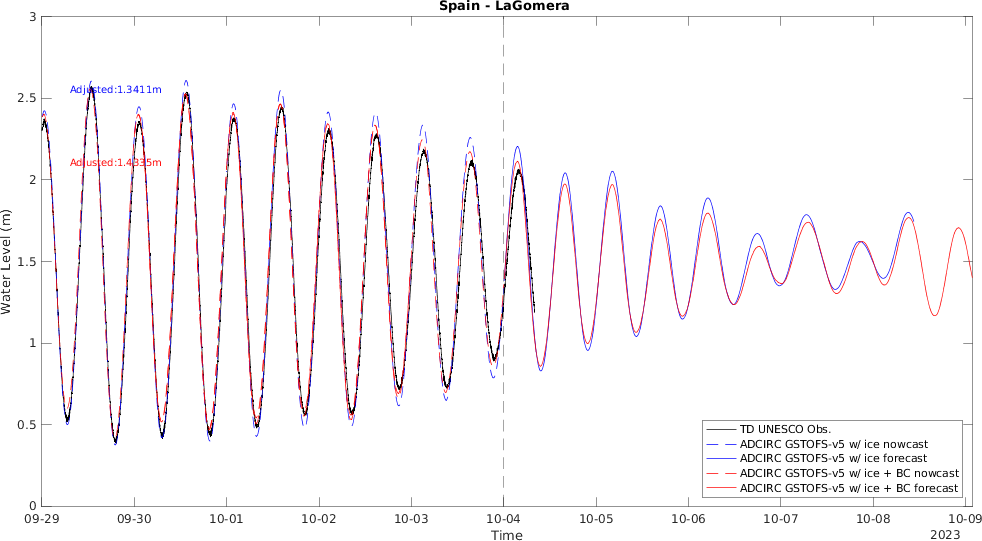 Spain - LaGomera
3
2.5
2
1.5
1
0.5
0
Water Level (m)
Adjusted:1.3411m
Adjusted:1.4335m
TD UNESCO Obs.
ADCIRC GSTOFS-v5 w/ ice nowcast
ADCIRC GSTOFS-v5 w/ ice forecast
ADCIRC GSTOFS-v5 w/ ice + BC nowcast
ADCIRC GSTOFS-v5 w/ ice + BC forecast
09-29 09-30 10-01 10-02 10-03 10-04 10-05 10-06 10-07 10-08 10-09
Time
2023